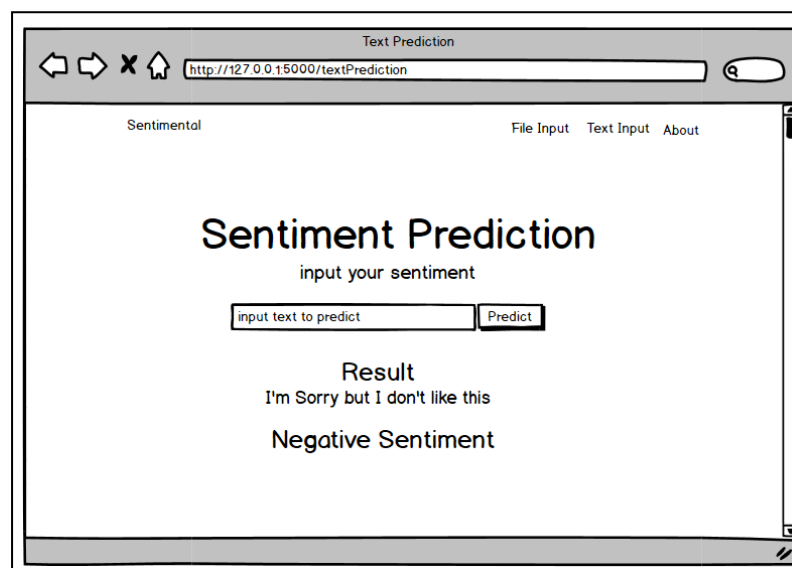 Text Prediction
http://127.0.0.1:5000/textPrediction
Sentimental File Input Text Input About
Sentiment Prediction
input your sentiment
input text to predict Predict
Result
I'm Sorry but I don't like this
Negative Sentiment